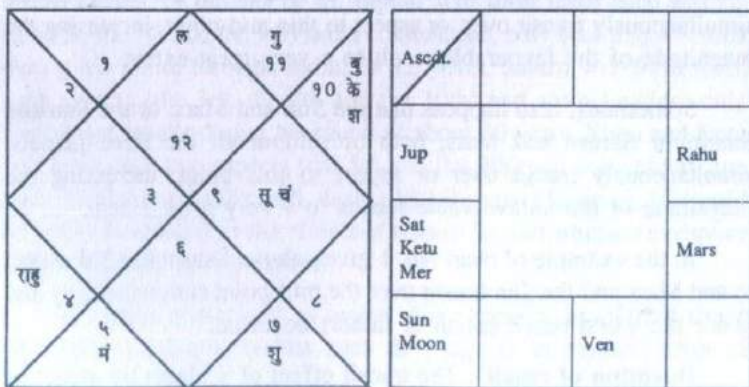 ल गु
१ ११ बु
२ १० के
श
१२
३ ९ सु चं
६
राहु
४ ८
५ ७
मं शु
Ascdt.
Jup Rahu
Sat
Ketu Mars
Mer
Sun
Moon Ven